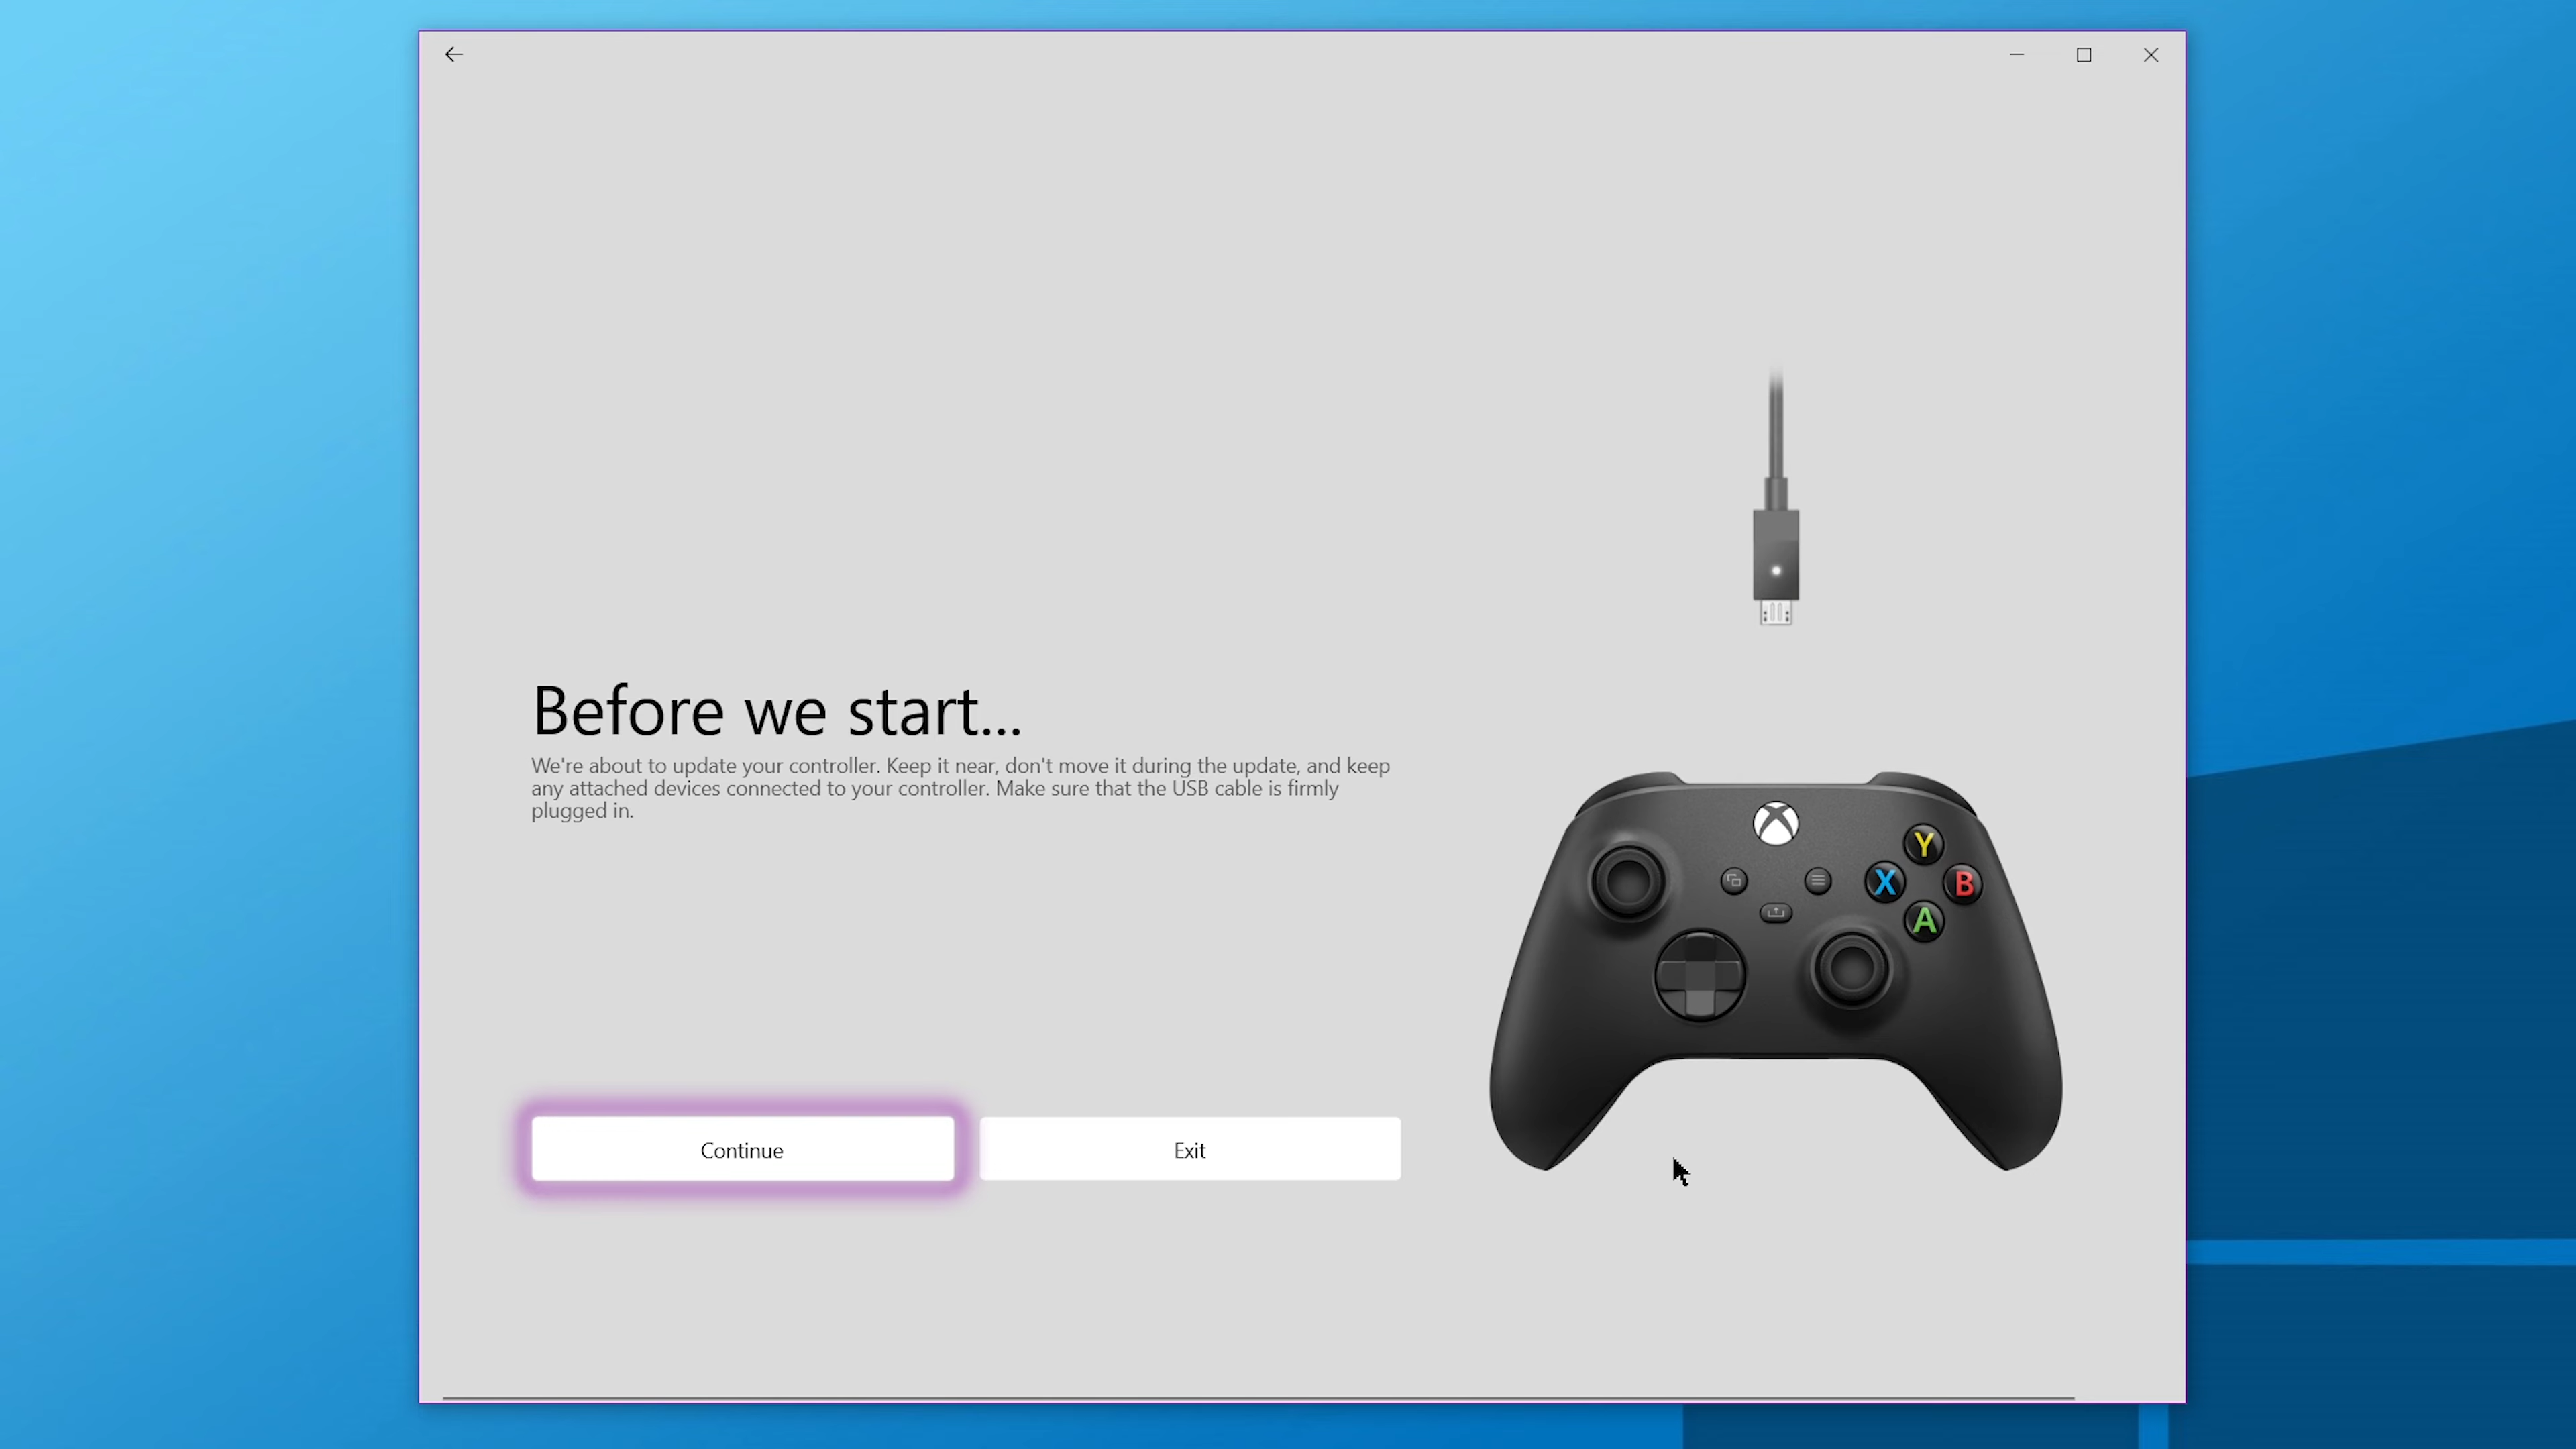 Before we start...
We're about to update your controller. Keep it near, don't move it during the update, and keep
any attached devices connected to your controller. Make sure that the USB cable is firmly
plugged in.
Y
X
B
A
Continue
Exit